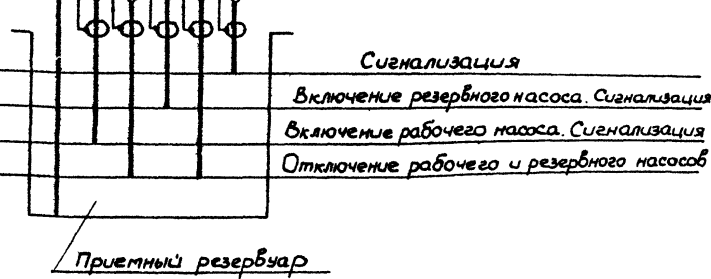 Сигнализация
Включение резервного насоса. Сигнализация
Включение рабочего насоса. Сигнализация
Отключение рабочего и резервного насосов
Приемный резервуар